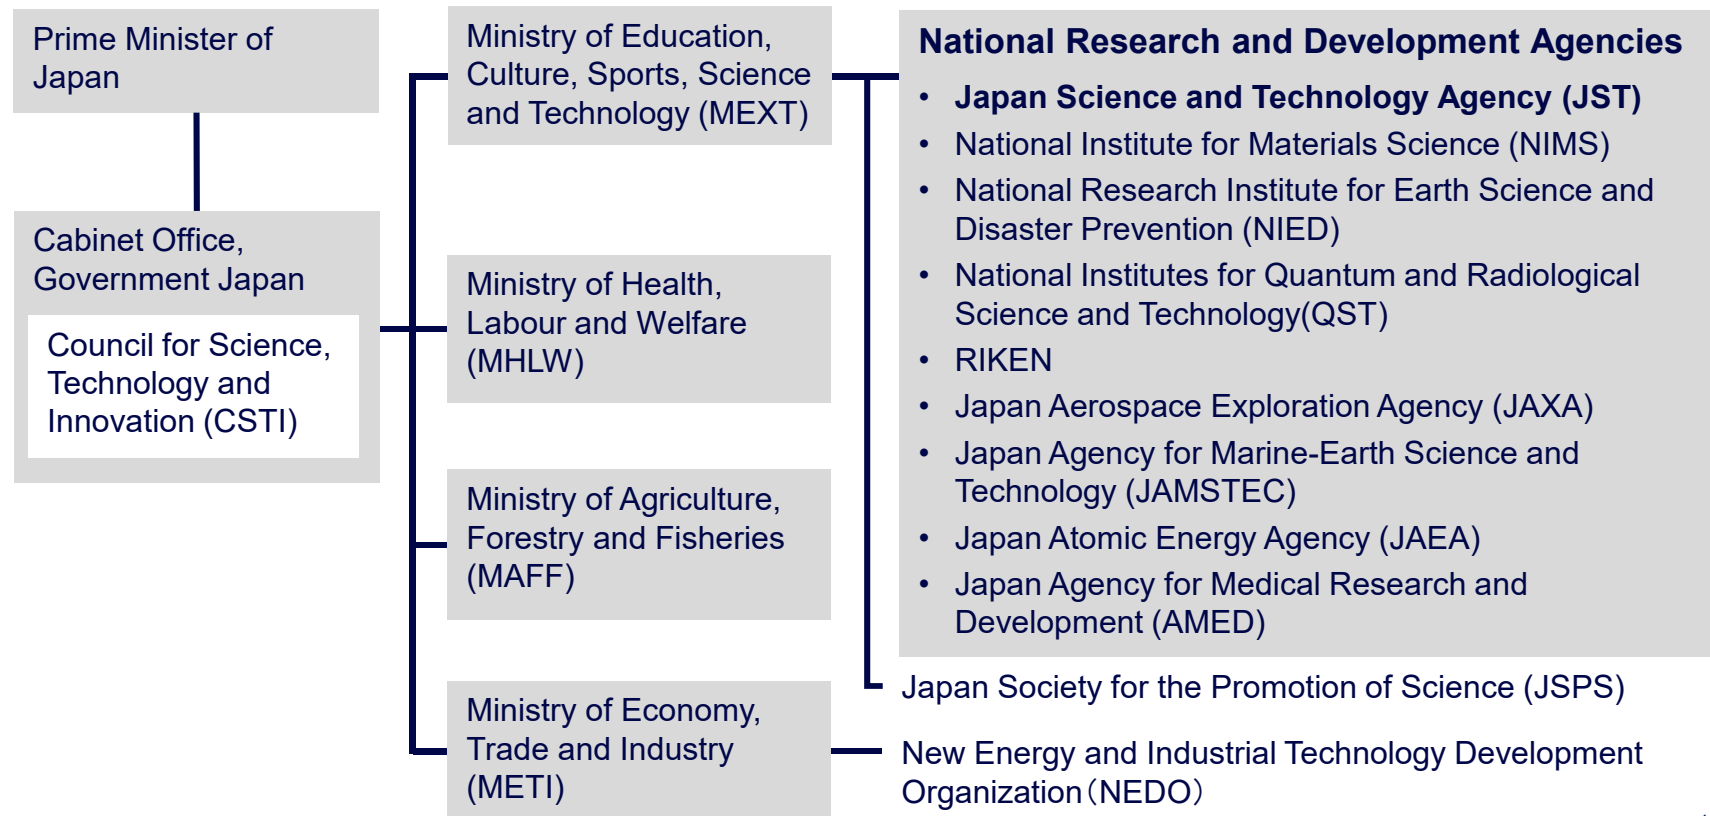 Prime Minister of
Japan
Cabinet Office,
Government Japan
Council for Science,
Technology and
Innovation (CSTI)
Ministry of Education,
Culture, Sports, Science
and Technology (MEXT)
Ministry of Health,
Labour and Welfare
(MHLW)
Ministry of Agriculture,
Forestry and Fisheries
(MAFF)
Ministry of Economy,
Trade and Industry
(METI)
National Research and Development Agencies
• Japan Science and Technology Agency (JST)
• National Institute for Materials Science (NIMS)
• National Research Institute for Earth Science and
Disaster Prevention (NIED)
• National Institutes for Quantum and Radiological
Science and Technology(QST)
• RIKEN
• Japan Aerospace Exploration Agency (JAXA)
• Japan Agency for Marine-Earth Science and
Technology (JAMSTEC)
• Japan Atomic Energy Agency (JAEA)
• Japan Agency for Medical Research and
Development (AMED)
Japan Society for the Promotion of Science (JSPS)
New Energy and Industrial Technology Development
Organization（NEDO）